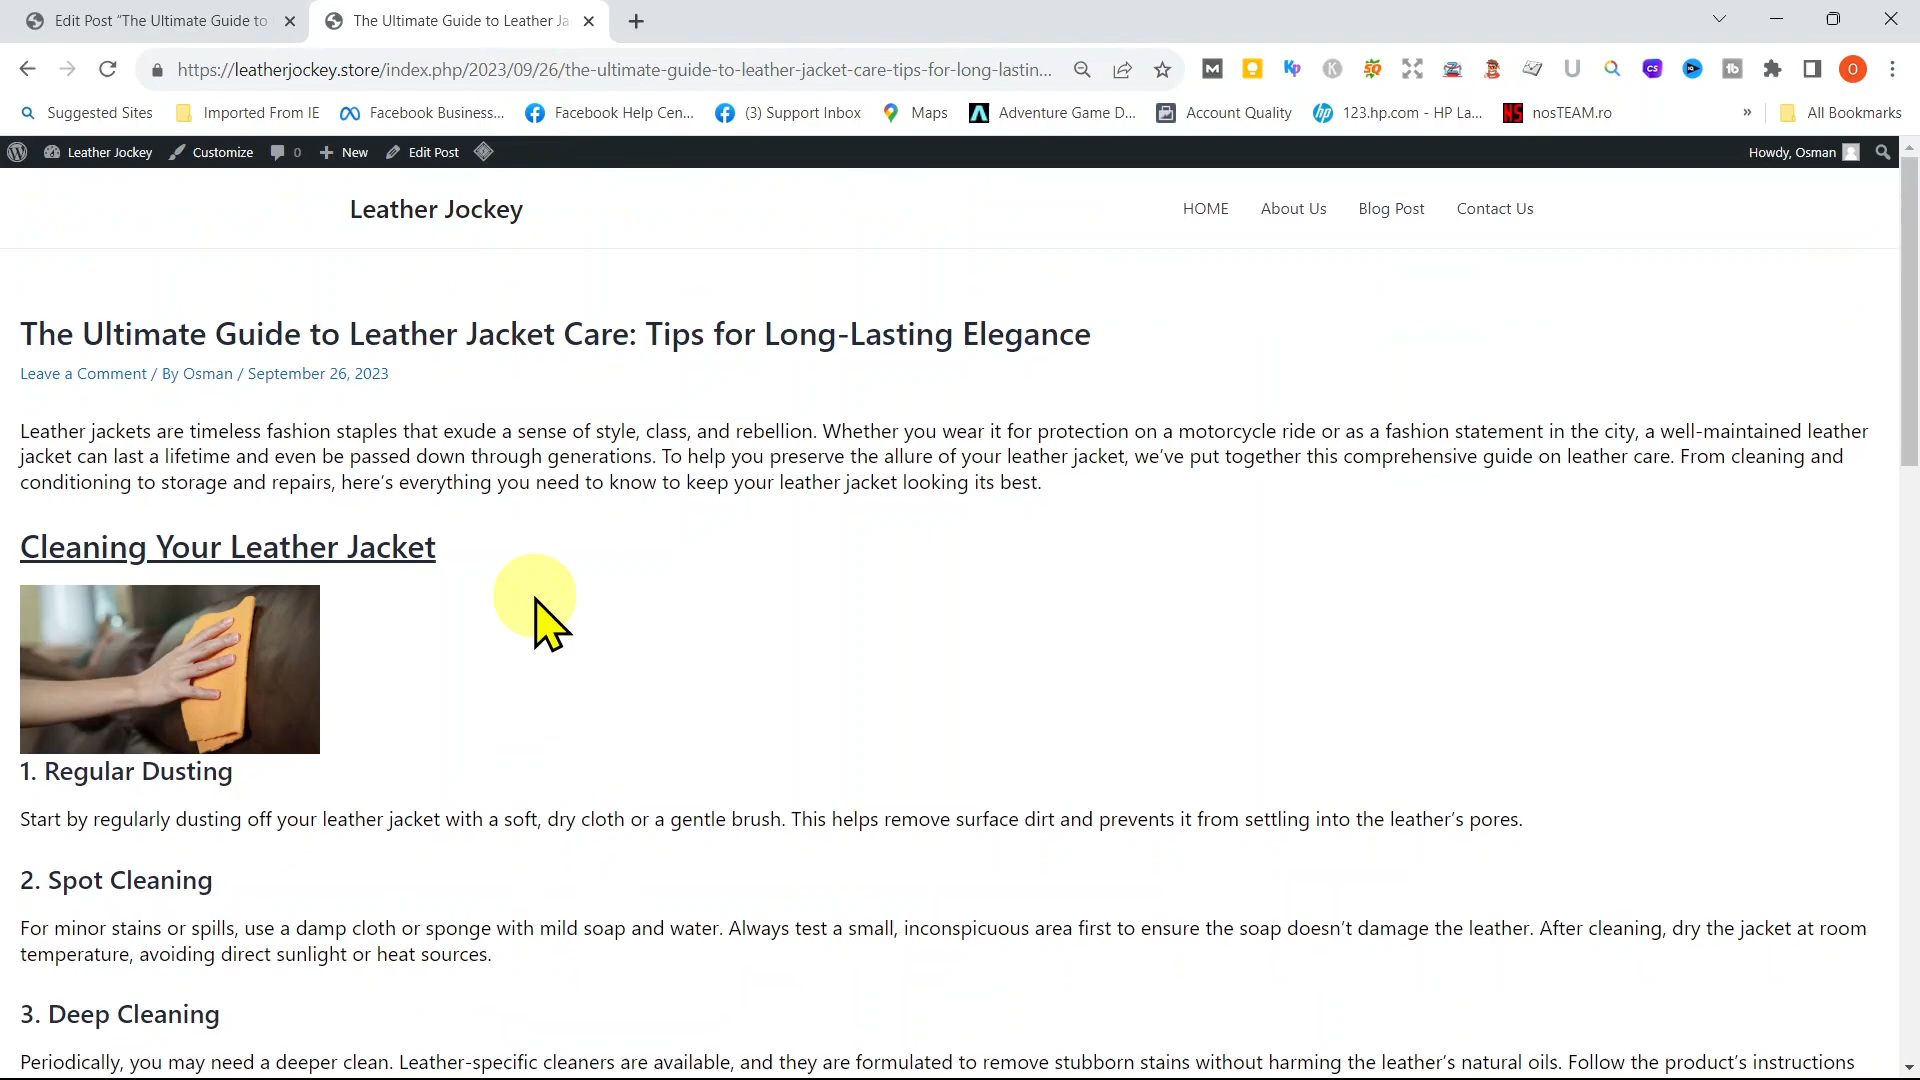 Edit Post “The Ultimate Guide to
The Ultimate Guide to Leather Ja
https://leatherjockey.store/index.php/2023/09/26/the-ultimate-guide-to-leather-jacket-care-tips-for-long-lastin...
Suggested Sites
Imported From IE
Facebook Business...
Facebook Help Cen...
(3) Support Inbox
Maps
Adventure Game D...
Account Quality
123.hp.com - HP La...
nosTEAM.ro
»
All Bookmarks
Leather Jockey
Customize
0
New
Edit Post
Howdy, Osman
Leather Jockey
HOME
About Us
Blog Post
Contact Us
The Ultimate Guide to Leather Jacket Care: Tips for Long-Lasting Elegance
Leave a Comment / By Osman / September 26, 2023
Leather jackets are timeless fashion staples that exude a sense of style, class, and rebellion. Whether you wear it for protection on a motorcycle ride or as a fashion statement in the city, a well-maintained leather
jacket can last a lifetime and even be passed down through generations. To help you preserve the allure of your leather jacket, we’ve put together this comprehensive guide on leather care. From cleaning and
conditioning to storage and repairs, here’s everything you need to know to keep your leather jacket looking its best.
Cleaning Your Leather Jacket
1. Regular Dusting
Start by regularly dusting off your leather jacket with a soft, dry cloth or a gentle brush. This helps remove surface dirt and prevents it from settling into the leather’s pores.
2. Spot Cleaning
For minor stains or spills, use a damp cloth or sponge with mild soap and water. Always test a small, inconspicuous area first to ensure the soap doesn’t damage the leather. After cleaning, dry the jacket at room
temperature, avoiding direct sunlight or heat sources.
3. Deep Cleaning
Periodically, you may need a deeper clean. Leather-specific cleaners are available, and they are formulated to remove stubborn stains without harming the leather’s natural oils. Follow the product’s instructions